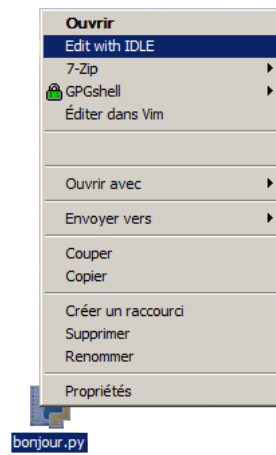 Ouvrir
Edit with IDLE
7-Zip
GPGshell
Éditer dans Vim
Ouvrir avec
Envoyer vers
Couper
Copier
Créer un raccourci
Supprimer
Renommer
Propriétés
bonjour.py